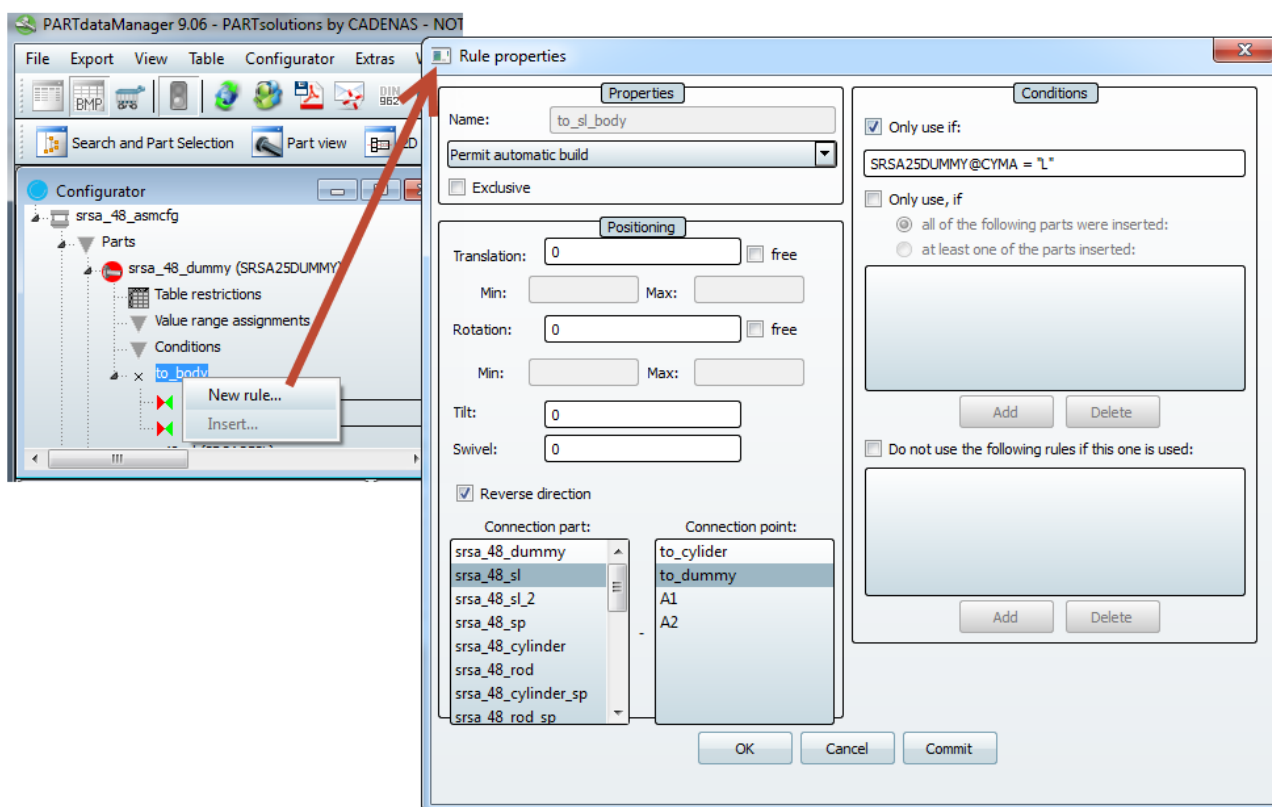 PARTdataManager 9.06 - PARTsolutions by CADENAS - NOT
File Export View Table Configurator Extras
BMP DIN 962
Search and Part Selection Part view 2D
Configurator
srsa_48_asmcfg
Parts
srsa_48_dummy (SRSA25DUMMY)
Table restrictions
Value range assignments
Conditions
to_body
New rule...
Insert...
Rule properties
Properties
Name: to_sl_body
Permit automatic build
Exclusive
Positioning
Translation: 0 free
Min: Max:
Rotation: 0 free
Min: Max:
Tilt: 0
Swivel: 0
Reverse direction
Connection part: Connection point:
srsa_48_dummy to_cylider
srsa_48_sl to_dummy
srsa_48_sl_2 A1
srsa_48_sp A2
srsa_48_cylinder -
srsa_48_rod
srsa_48_cylinder_sp
srsa_48_rod_sp
Conditions
Only use if:
SRSA25DUMMY@CYMA = "L"
Only use, if
all of the following parts were inserted:
at least one of the parts inserted:
Add Delete
Do not use the following rules if this one is used:
Add Delete
OK Cancel Commit